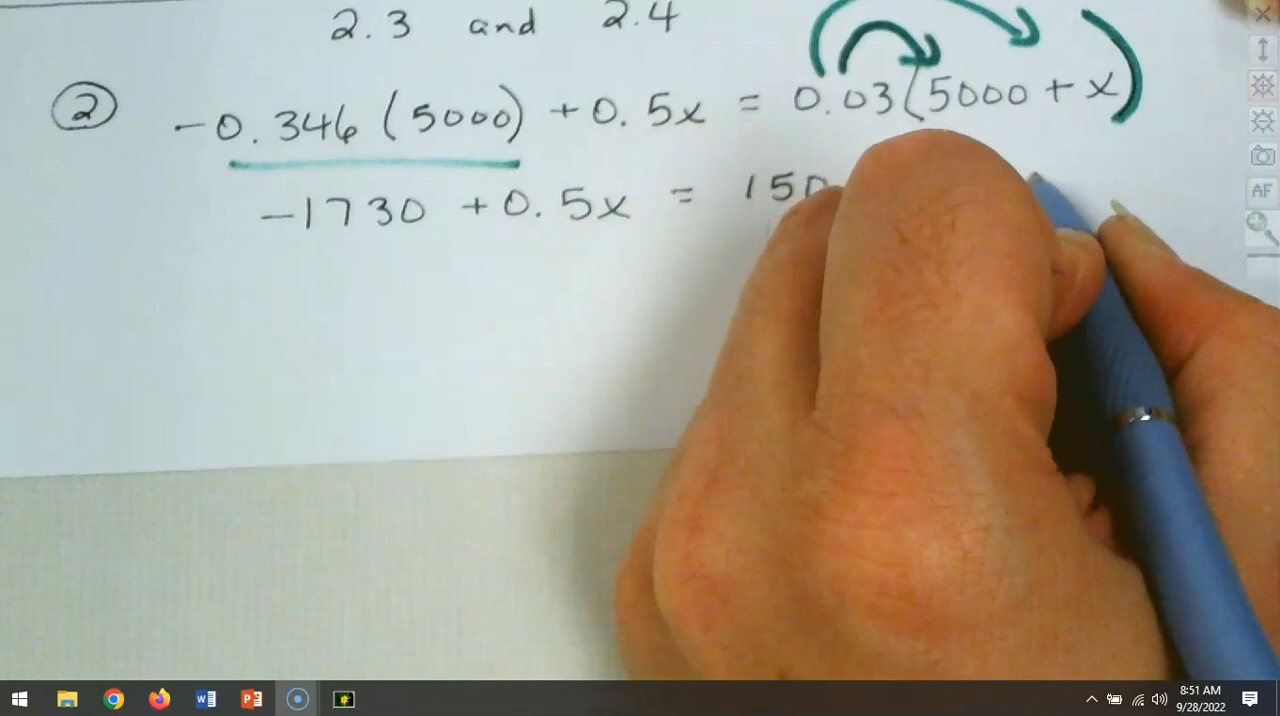 2.3 and 2.4
② -0.346(5000) + 0.5x = 0.03(5000 + x)
-1730 + 0.5x = 150
AF
8:51 AM
9/28/2022